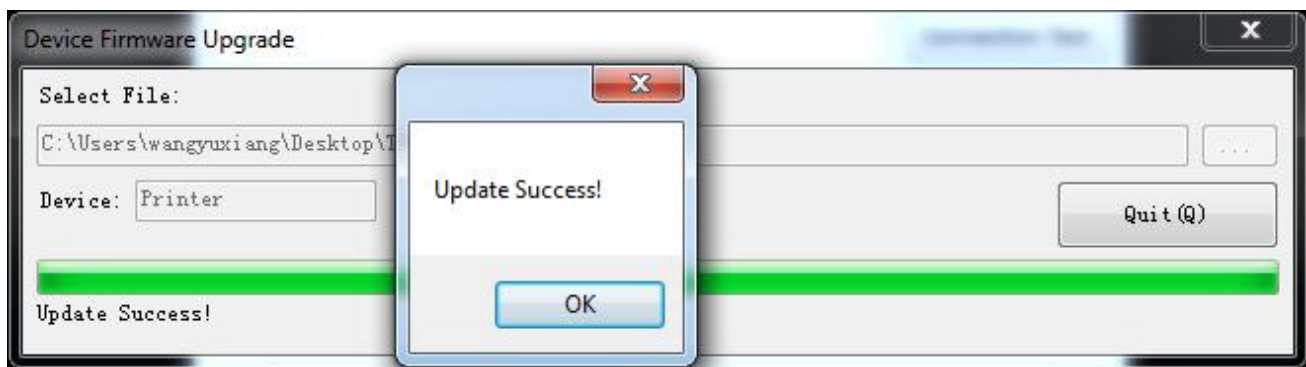 Device Firmware Upgrade
Select File:
C:\Users\wangyuxiang\Desktop\T
...
Device: Printer
Update Success!
Quit(Q)
OK
Update Success!